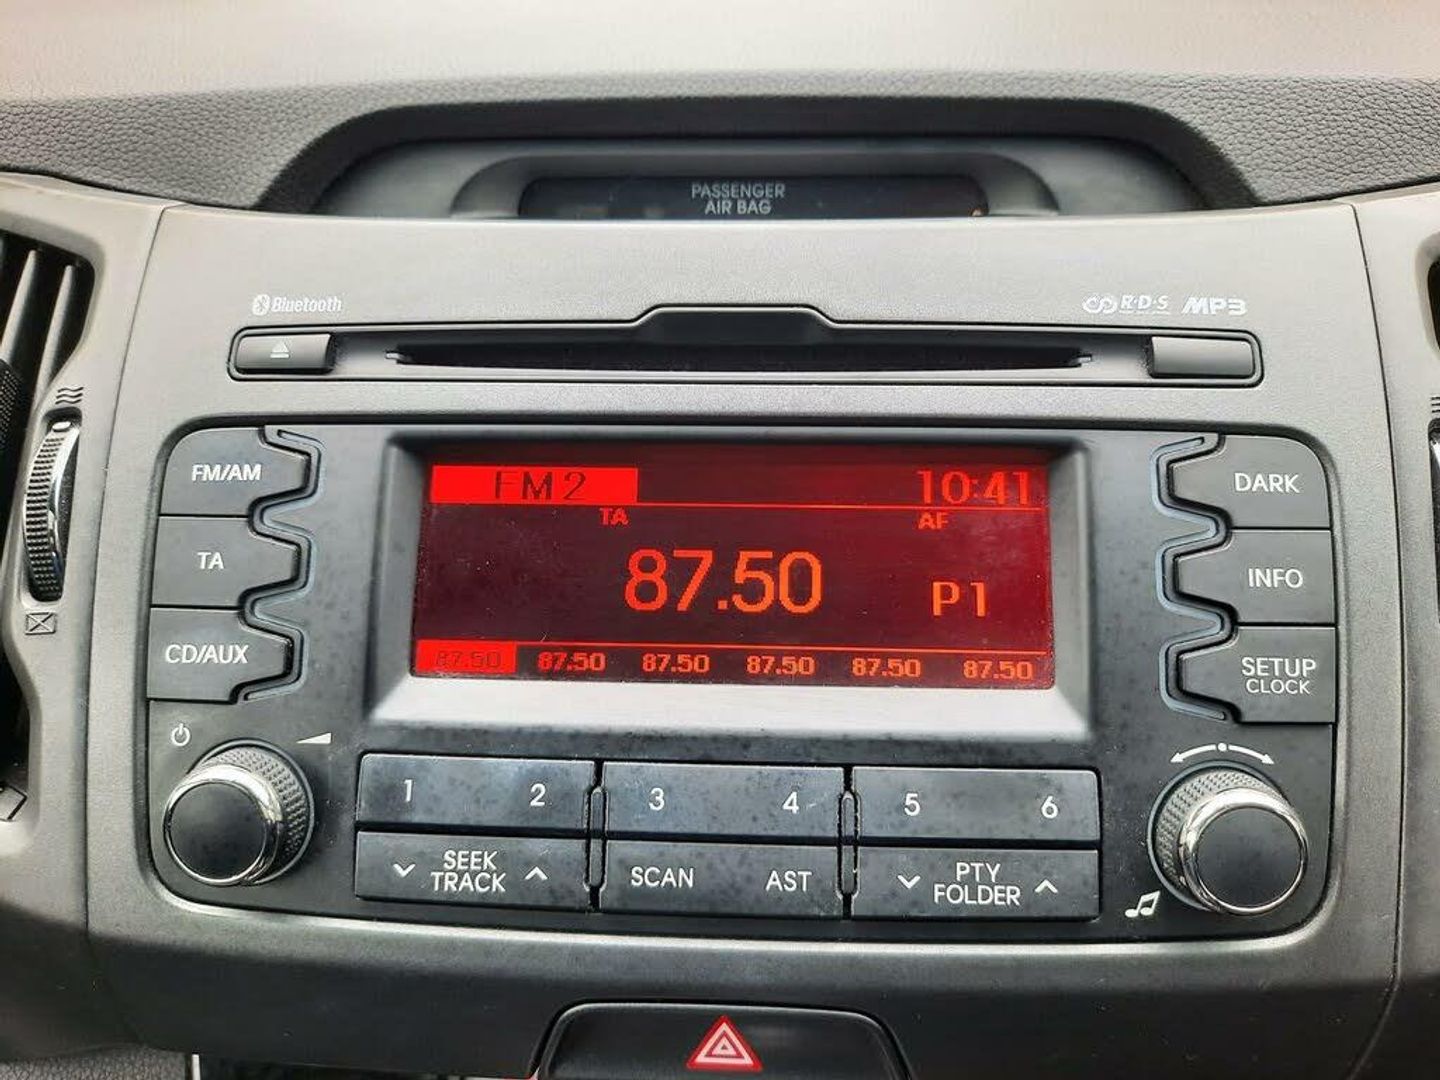 PASSENGER
AIR BAG
Bluetooth
R·D·S MP3
FM/AM
TA
CD/AUX
FM2 10:41
TA AF
87.50 P1
87.50 87.50 87.50 87.50 87.50 87.50
DARK
INFO
SETUP
CLOCK
1 2 3 4 5 6
SEEK
TRACK
SCAN AST
PTY
FOLDER